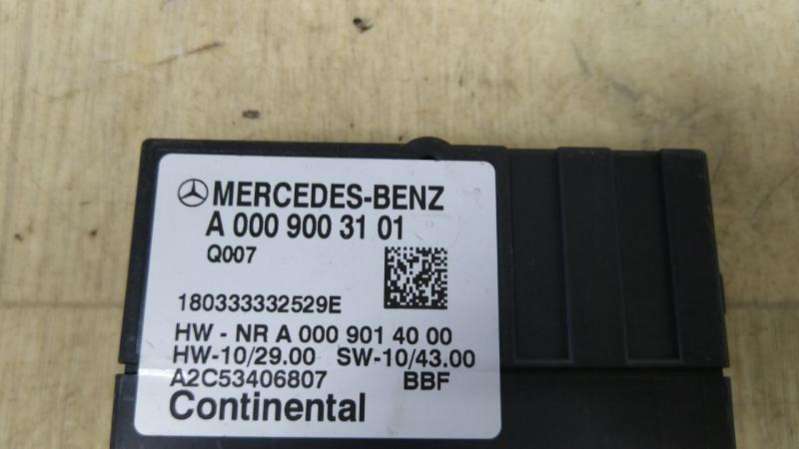 MERCEDES-BENZ
A 000 900 31 01
Q007
180333332529E
HW - NR A 000 901 40 00
HW-10/29.00 SW-10/43.00
A2C53406807 BBF
Continental